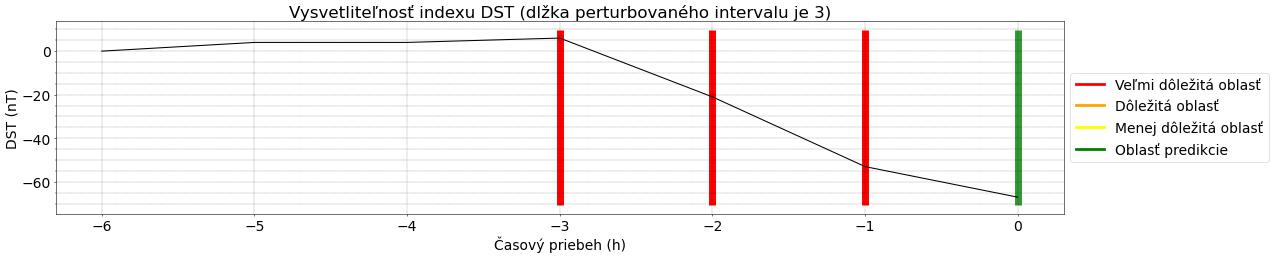 Vysvetliteľnosť indexu DST (dĺžka perturbovaného intervalu je 3)
DST (nT)
0
−20
−40
−60
−6 −5 −4 −3 −2 −1 0
Časový priebeh (h)
Veľmi dôležitá oblasť
Dôležitá oblasť
Menej dôležitá oblasť
Oblasť predikcie